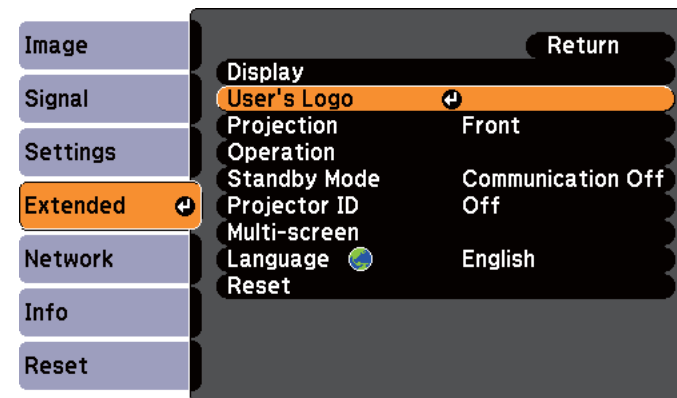 Image
Signal
Settings
Extended
Network
Info
Reset
Return
Display
User's Logo
Projection Front
Operation
Standby Mode Communication Off
Projector ID Off
Multi-screen
Language English
Reset